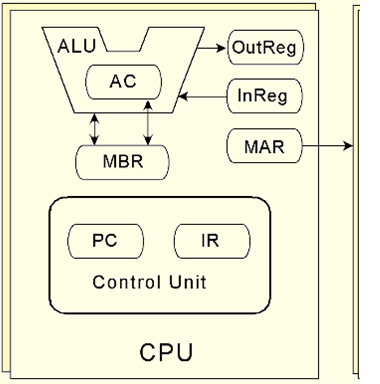 ALU
OutReg
AC
InReg
MBR
MAR
PC
IR
Control Unit
CPU